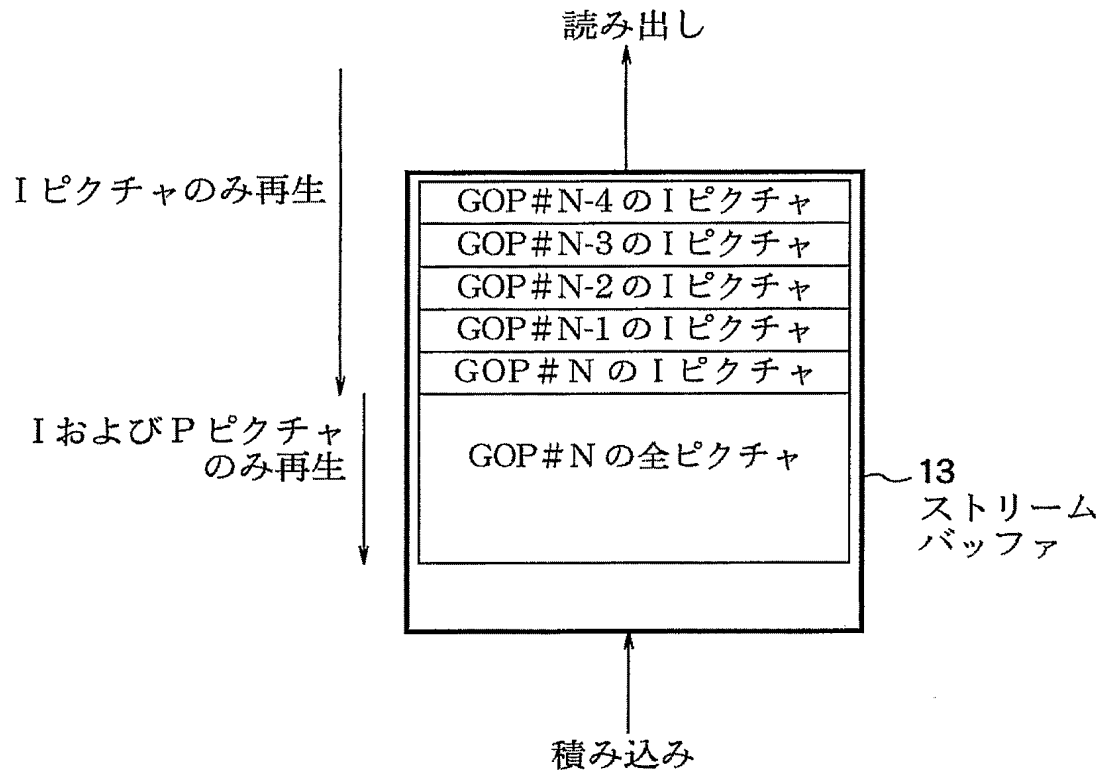 読み出し
Iピクチャのみ再生
GOP#N-4のIピクチャ
GOP#N-3のIピクチャ
GOP#N-2のIピクチャ
GOP#N-1のIピクチャ
GOP#NのIピクチャ
IおよびPピクチャ
のみ再生
GOP#Nの全ピクチャ
13
ストリーム
バッファ
積み込み